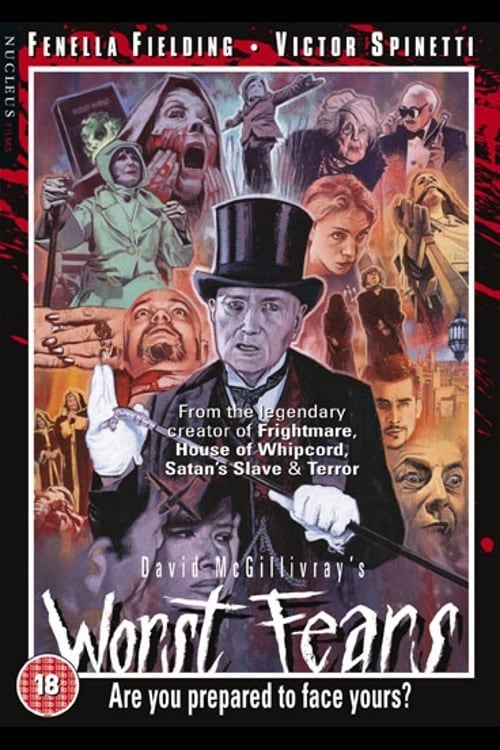 FENELLA FIELDING • VICTOR SPINETTI
NUCLEUS FILMS
From the legendary
creator of Frightmare,
House of Whipcord,
Satan's Slave & Terror
David McGillivray's
Worst Fears
18
Are you prepared to face yours?